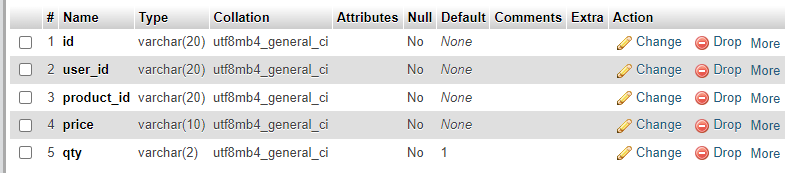 # Name Type Collation Attributes Null Default Comments Extra Action
1 id varchar(20) utf8mb4_general_ci No None Change Drop More
2 user_id varchar(20) utf8mb4_general_ci No None Change Drop More
3 product_id varchar(20) utf8mb4_general_ci No None Change Drop More
4 price varchar(10) utf8mb4_general_ci No None Change Drop More
5 qty varchar(2) utf8mb4_general_ci No 1 Change Drop More